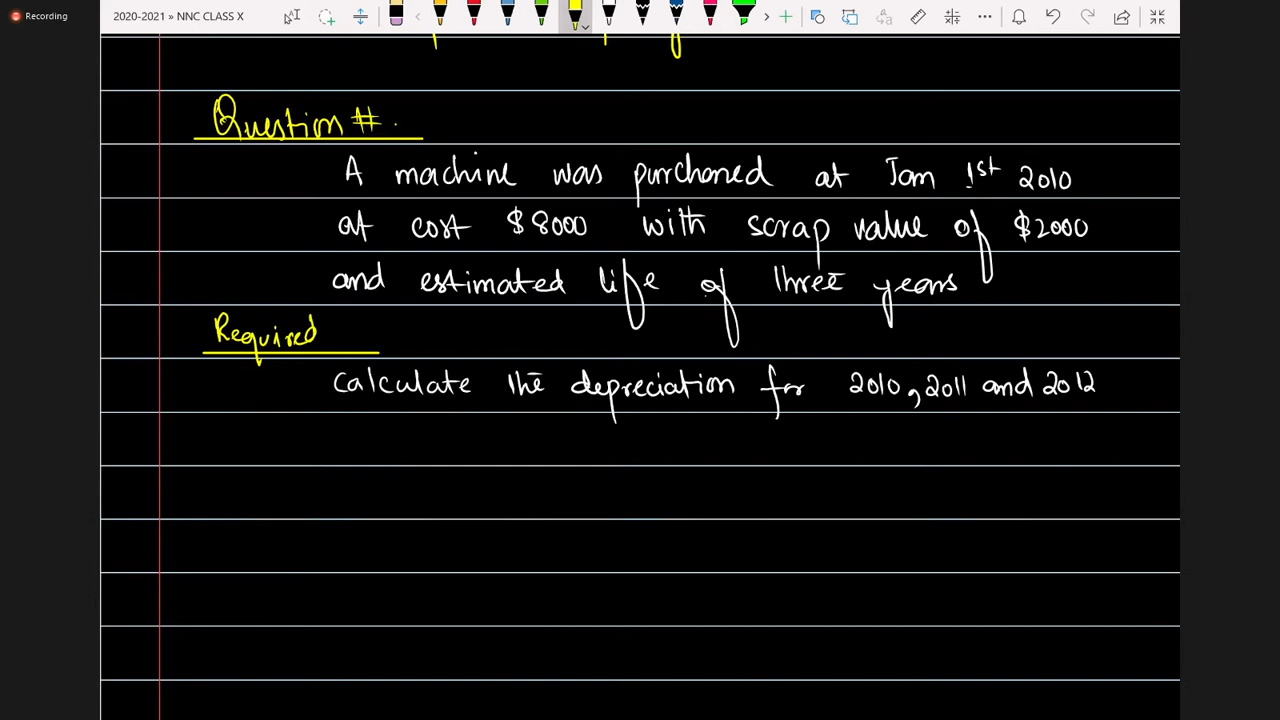 Recording
2020-2021 » NNC CLASS X
Question #.
A machine was purchased at Jan 1st 2010
at cost $8000 with scrap value of $2000
and estimated life of three years
Required
Calculate the depreciation for 2010, 2011 and 2012